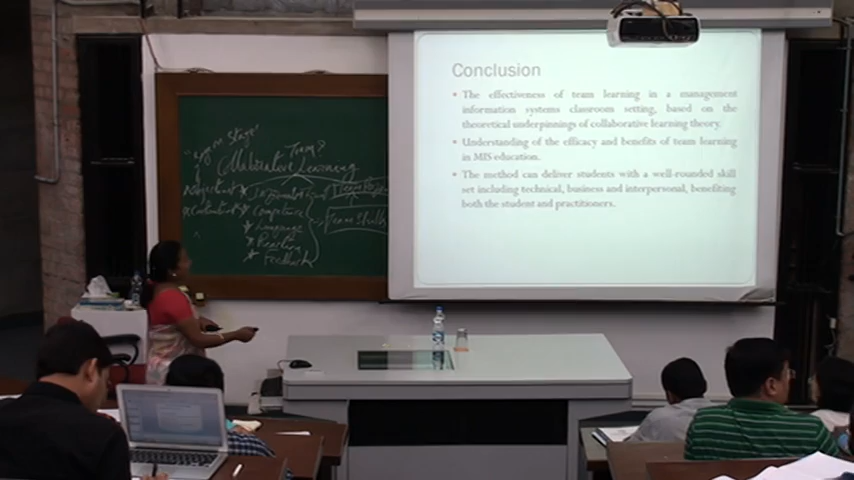 Conclusion
• The effectiveness of team learning in a management
information systems classroom setting, based on the
theoretical underpinnings of collaborative learning theory.
• Understanding of the efficacy and benefits of team learning
in MIS education.
• The method can deliver students with a well-rounded skill
set including technical, business and interpersonal, benefiting
both the student and practitioners.
Stage"
Team?
Collaborative Learning
* Competence
* Language
* Practice
* Feedback
Team Skills